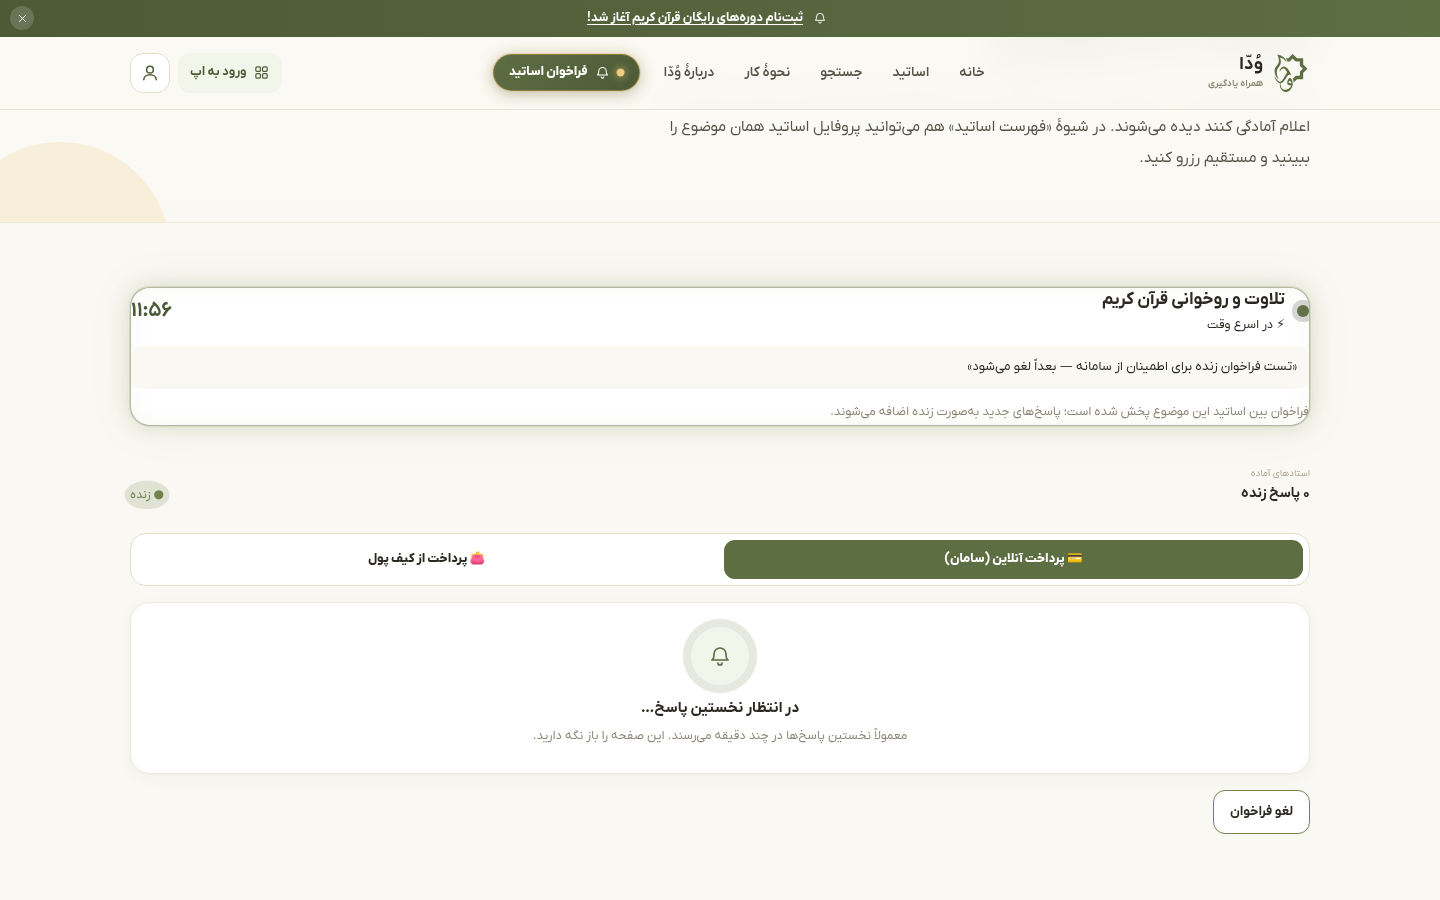 ثبت‌نام دوره‌های رایگان قرآن کریم آغاز شد!
وُدّا
همراه یادگیری
خانه
اساتید
جستجو
نحوهٔ کار
دربارهٔ وُدّا
فراخوان اساتید
ورود به اپ
اعلام آمادگی کنند دیده می‌شوند. در شیوهٔ «فهرست اساتید» هم می‌توانید پروفایل اساتید همان موضوع را
ببینید و مستقیم رزرو کنید.
تلاوت و روخوانی قرآن کریم
۱۱:۵۶
⚡ در اسرع وقت
«تست فراخوان زنده برای اطمینان از سامانه — بعداً لغو می‌شود»
فراخوان بین اساتید این موضوع پخش شده است؛ پاسخ‌های جدید به‌صورت زنده اضافه می‌شوند.
استادهای آماده
۰ پاسخ زنده
زنده
💳 پرداخت آنلاین (سامان)
👛 پرداخت از کیف پول
در انتظار نخستین پاسخ...
معمولاً نخستین پاسخ‌ها در چند دقیقه می‌رسند. این صفحه را باز نگه دارید.
لغو فراخوان